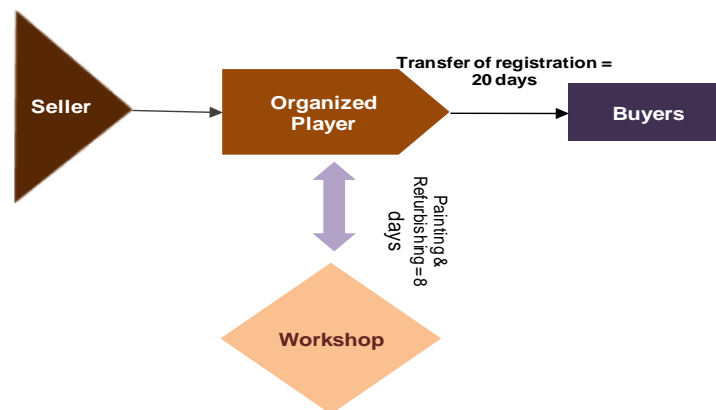 Seller
Organized
Player
Transfer of registration =
20 days
Buyers
Painting &
Refurbishing = 8
days
Workshop